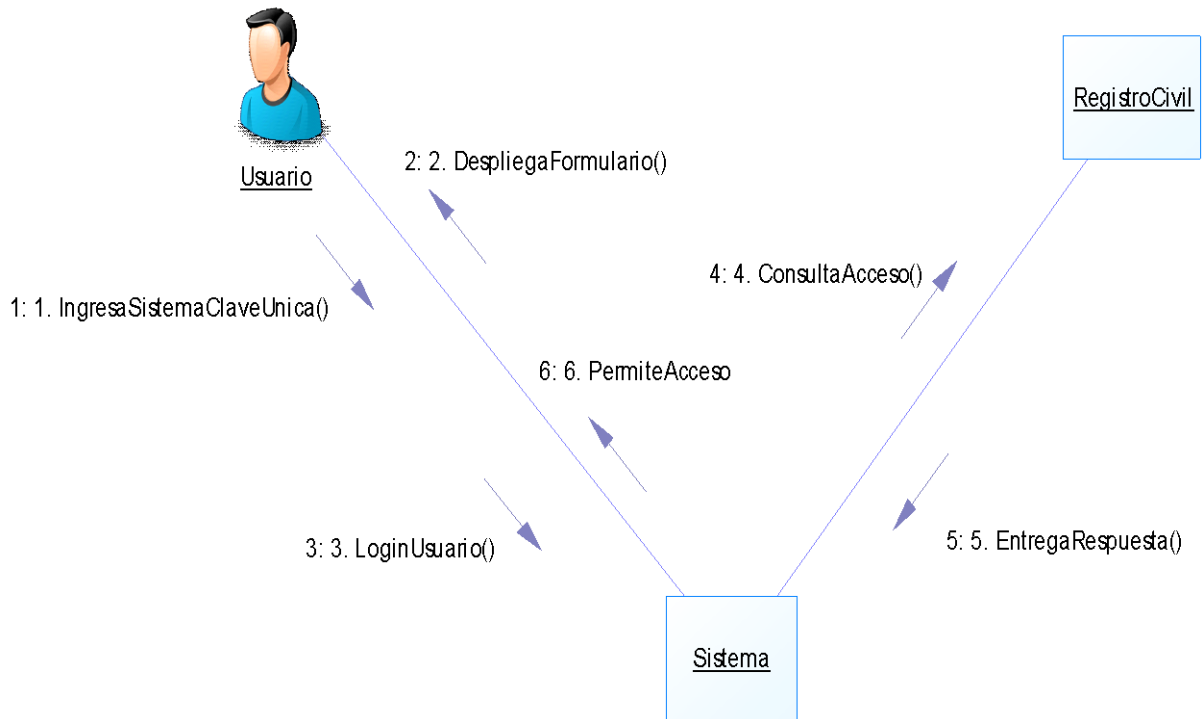 RegistroCivil
2: 2. DespliegaFormulario()
Usuario
4: 4. ConsultaAcceso()
1: 1. IngresaSistemaClaveUnica()
6: 6. PermiteAcceso
3: 3. LoginUsuario()
5: 5. EntregaRespuesta()
Sistema